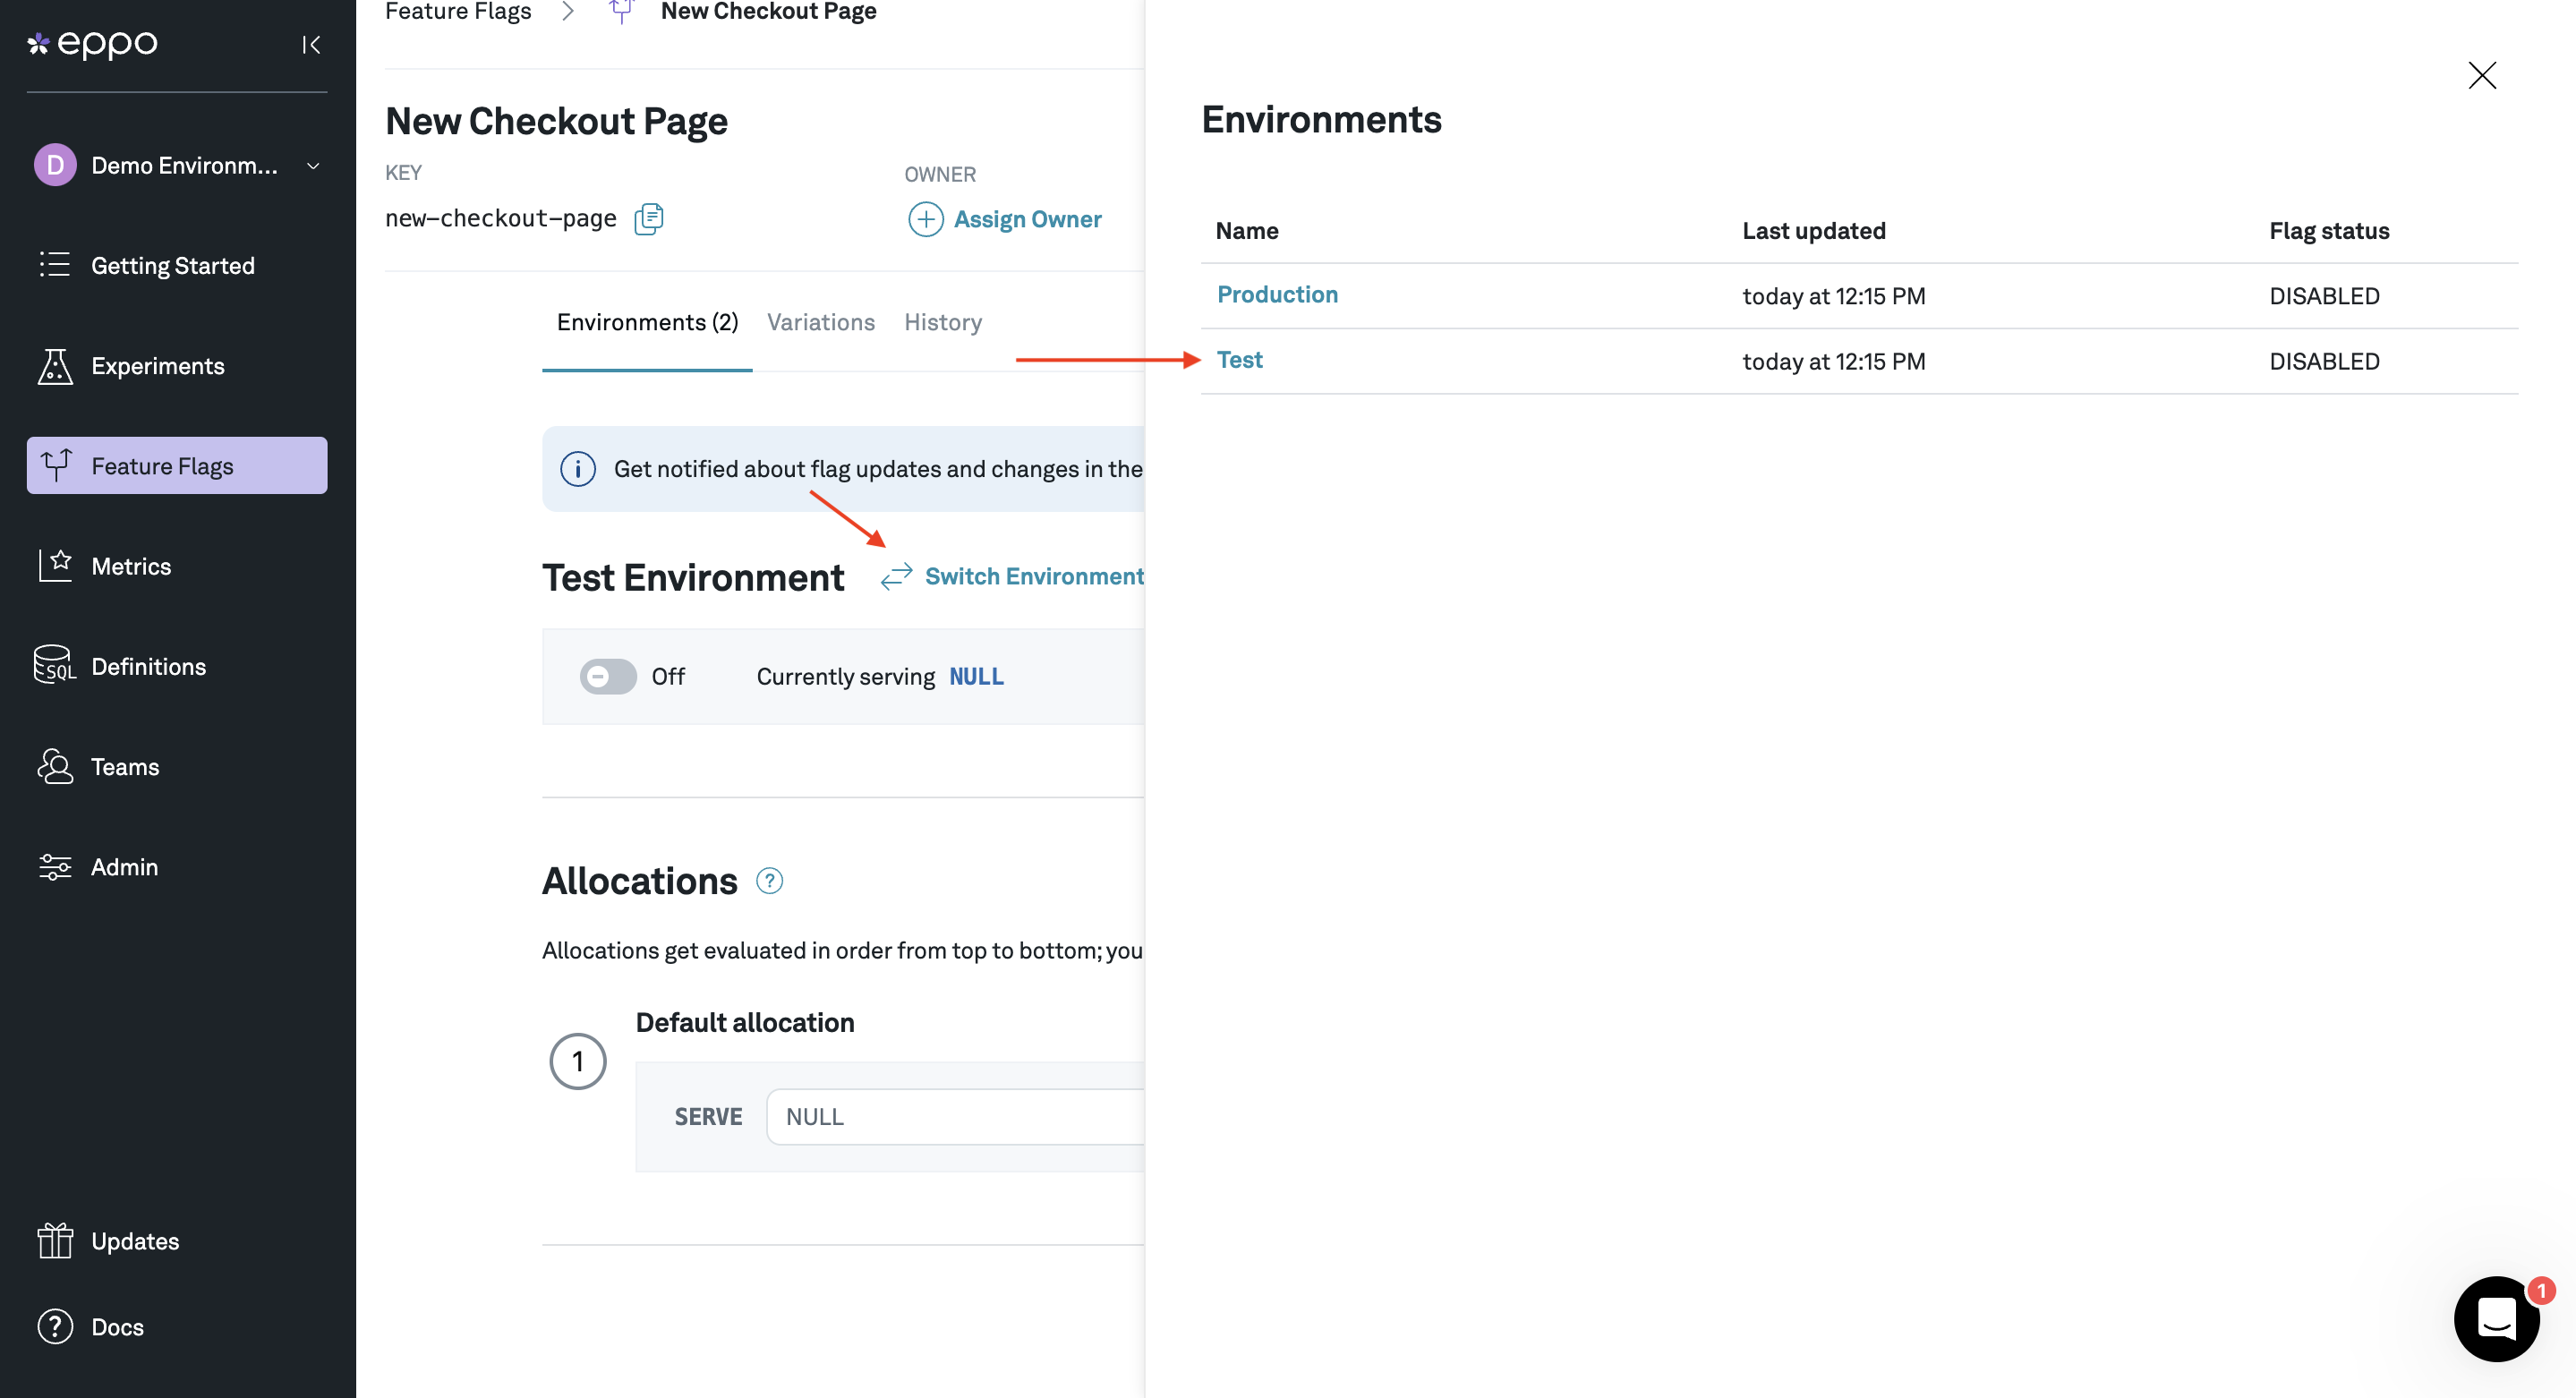 eppo
D Demo Environm...
Getting Started
Experiments
Feature Flags
Metrics
SQL Definitions
Teams
Admin
Updates
? Docs
Feature Flags > New Checkout Page
New Checkout Page
KEY
new-checkout-page
OWNER
Assign Owner
Environments (2) Variations History
Get notified about flag updates and changes in the
Test Environment Switch Environment
Off Currently serving NULL
Allocations ?
Allocations get evaluated in order from top to bottom; you
Default allocation
1
SERVE NULL
Environments
Name Last updated Flag status
Production today at 12:15 PM DISABLED
Test today at 12:15 PM DISABLED
1